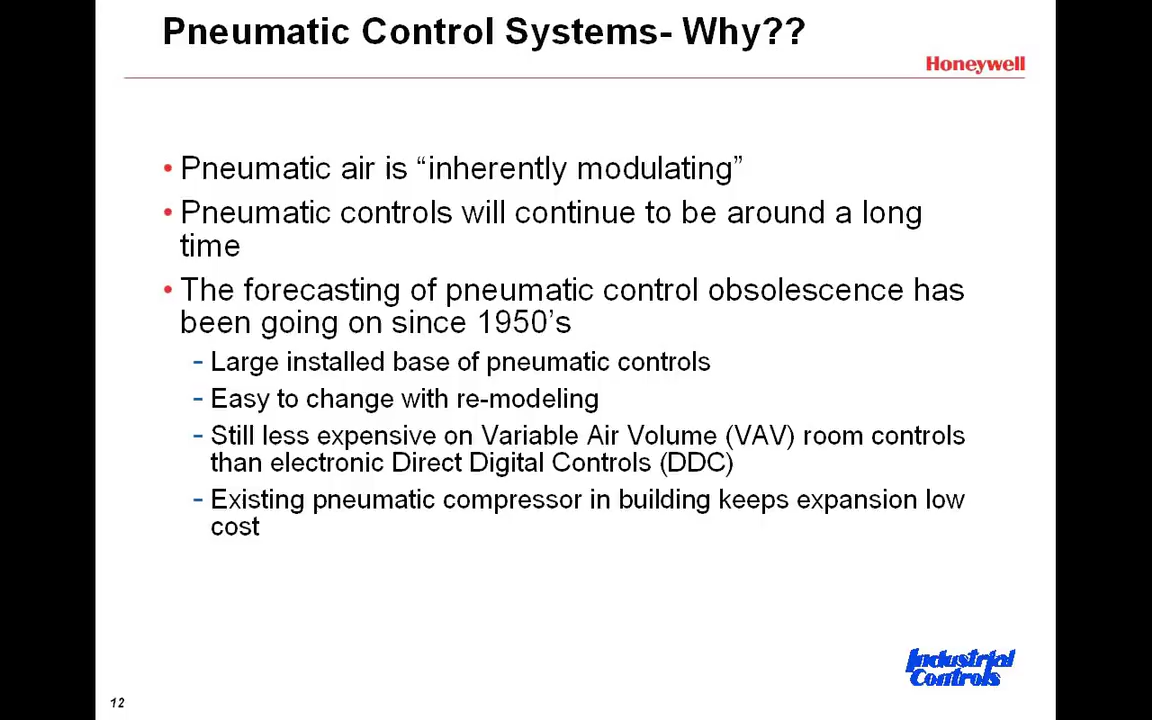 Pneumatic Control Systems- Why??
Honeywell
• Pneumatic air is “inherently modulating”
• Pneumatic controls will continue to be around a long
time
• The forecasting of pneumatic control obsolescence has
been going on since 1950’s
- Large installed base of pneumatic controls
- Easy to change with re-modeling
- Still less expensive on Variable Air Volume (VAV) room controls
than electronic Direct Digital Controls (DDC)
- Existing pneumatic compressor in building keeps expansion low
cost
Industrial
Controls
12